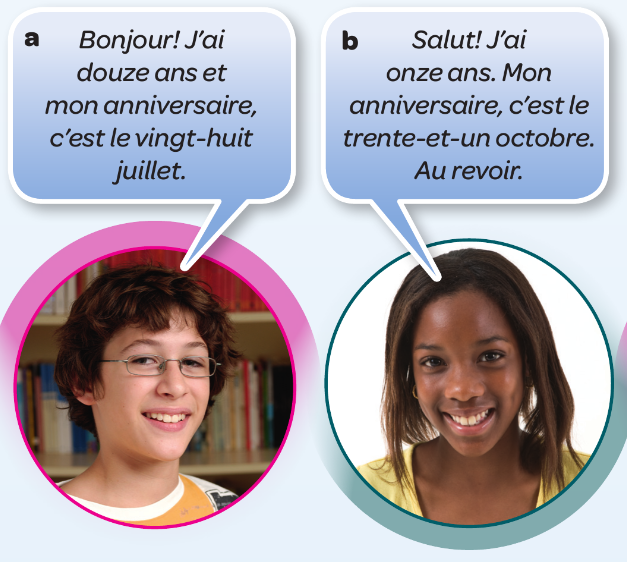 a
Bonjour! J'ai
douze ans et
mon anniversaire,
c'est le vingt-huit
juillet.
b
Salut! J'ai
onze ans. Mon
anniversaire, c'est le
trente-et-un octobre.
Au revoir.